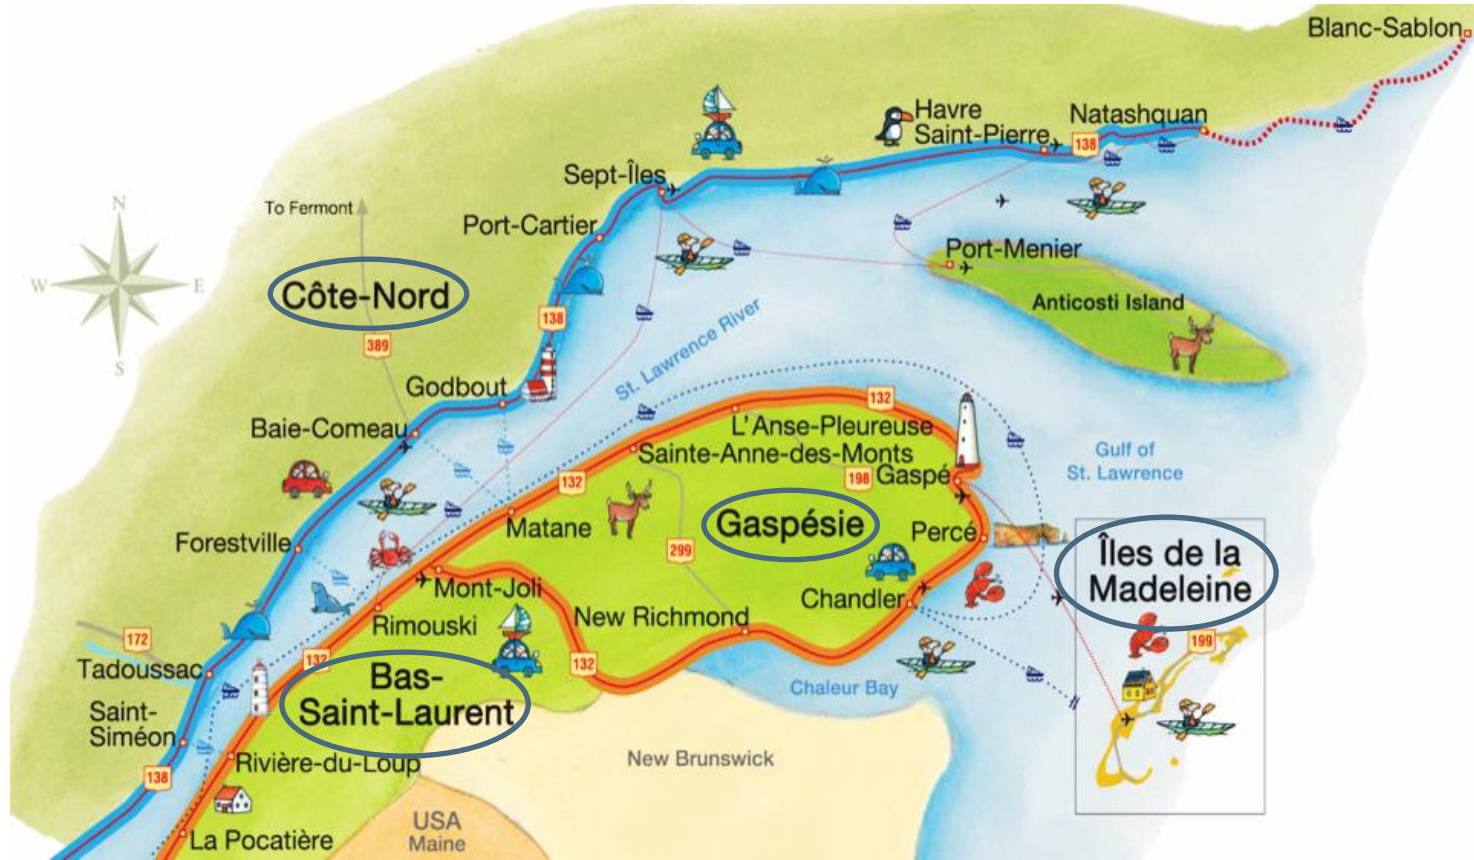 Blanc-Sablon
Havre
Saint-Pierre
Natashquan
138
Sept-Îles
N
To Fermont
Port-Cartier
W
E
Port-Menier
Côte-Nord
Anticosti Island
138
389
S
St. Lawrence River
Godbout
132
L'Anse-Pleureuse
Baie-Comeau
Sainte-Anne-des-Monts
Gulf of
St. Lawrence
198
Gaspé
132
Matane
Gaspésie
Percé
Forestville
299
Îles de la
Madeleine
Mont-Joli
Chandler
New Richmond
Rimouski
172
199
132
132
Tadoussac
Bas-
Saint-Laurent
Chaleur Bay
Saint-
Siméon
Rivière-du-Loup
New Brunswick
138
USA
Maine
La Pocatière